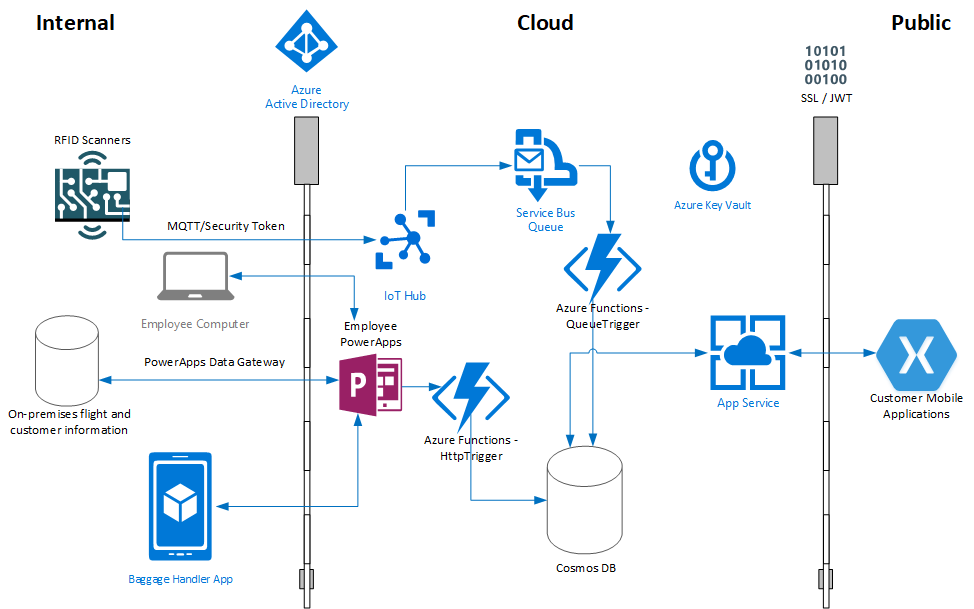 Internal
Cloud
Public
Azure
Active Directory
10101
01010
00100
SSL / JWT
RFID Scanners
MQTT/Security Token
IoT Hub
Service Bus
Queue
Azure Key Vault
Employee Computer
Azure Functions -
QueueTrigger
Employee
PowerApps
PowerApps Data Gateway
P
On-premises flight and
customer information
Azure Functions -
HttpTrigger
App Service
Customer Mobile
Applications
Baggage Handler App
Cosmos DB